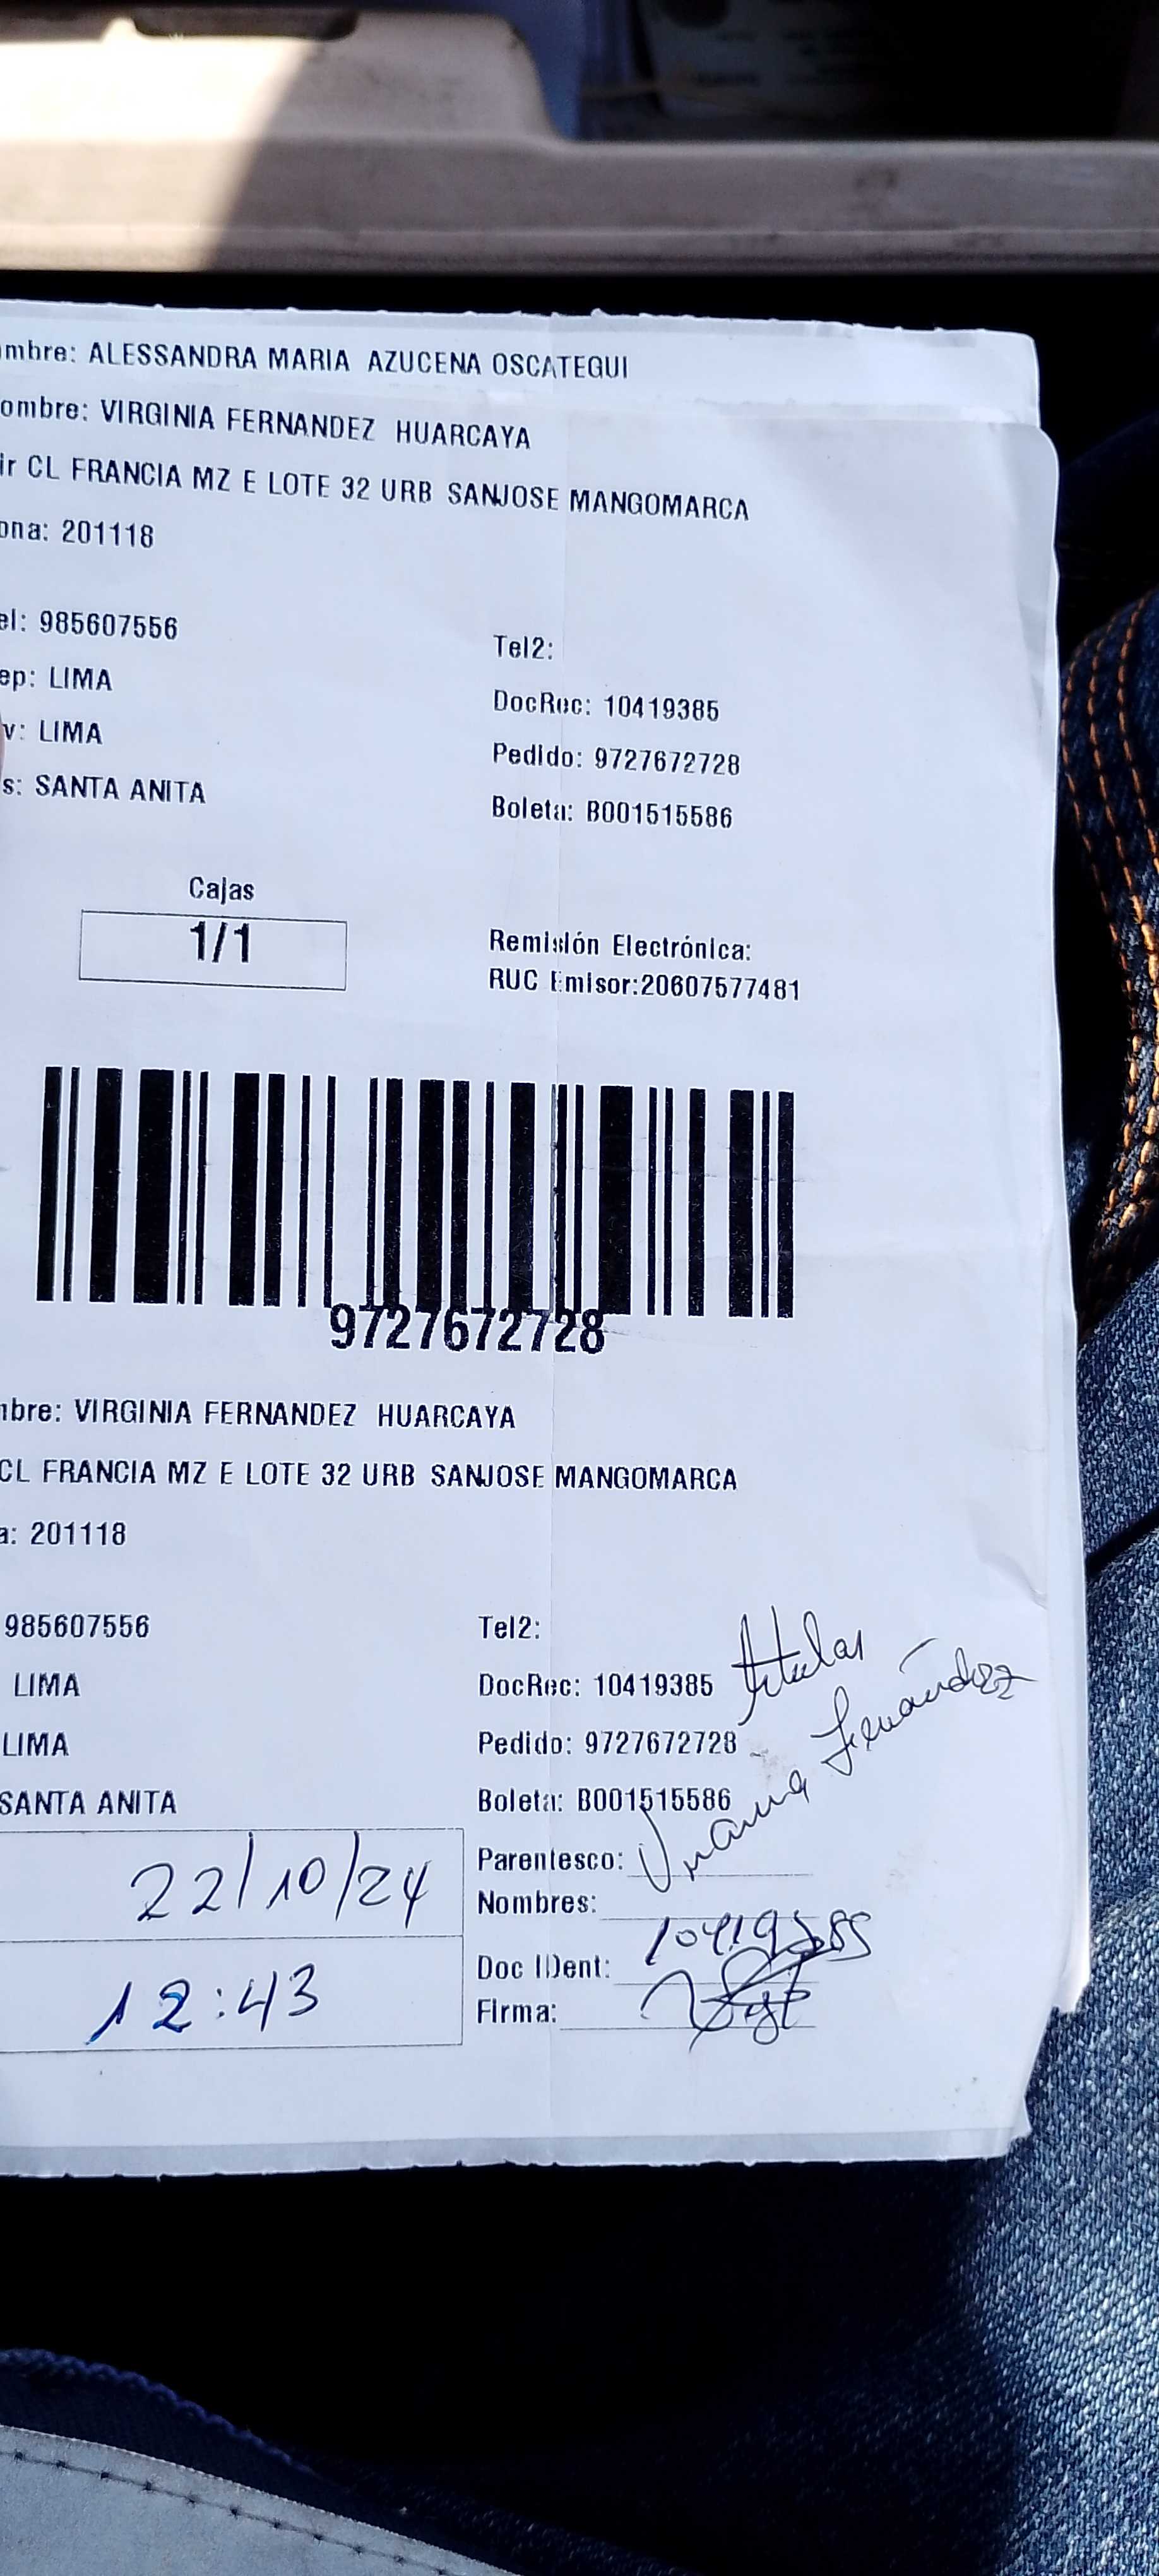 mbre: ALESSANDRA MARIA AZUCENA OSCATEGUI
ombre: VIRGINIA FERNANDEZ HUARCAYA
ir CL FRANCIA MZ E LOTE 32 URB SANJOSE MANGOMARCA
ona: 201118
el: 985607556
Tel2:
ep: LIMA
DocRec: 10419385
v: LIMA
Pedido: 9727672728
s: SANTA ANITA
Boleta: B001515586
Cajas
1/1
Remisión Electrónica:
RUC Emisor:20607577481
9727672728
mbre: VIRGINIA FERNANDEZ HUARCAYA
CL FRANCIA MZ E LOTE 32 URB SANJOSE MANGOMARCA
a: 201118
985607556
Tel2:
titular
LIMA
DocRec: 10419385
LIMA
Pedido: 9727672728
SANTA ANITA
Boleta: B001515586
22/10/24
Parentesco:
Nombres:
Fernández
12:43
Doc IDent: 10419385
Firma: